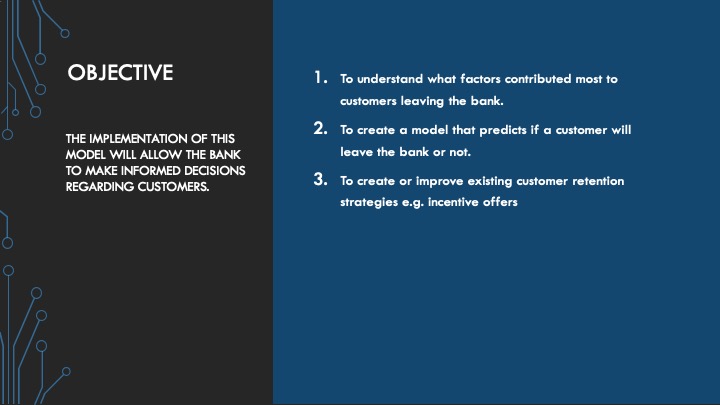 OBJECTIVE
THE IMPLEMENTATION OF THIS
MODEL WILL ALLOW THE BANK
TO MAKE INFORMED DECISIONS
REGARDING CUSTOMERS.
1. To understand what factors contributed most to
customers leaving the bank.
2. To create a model that predicts if a customer will
leave the bank or not.
3. To create or improve existing customer retention
strategies e.g. incentive offers